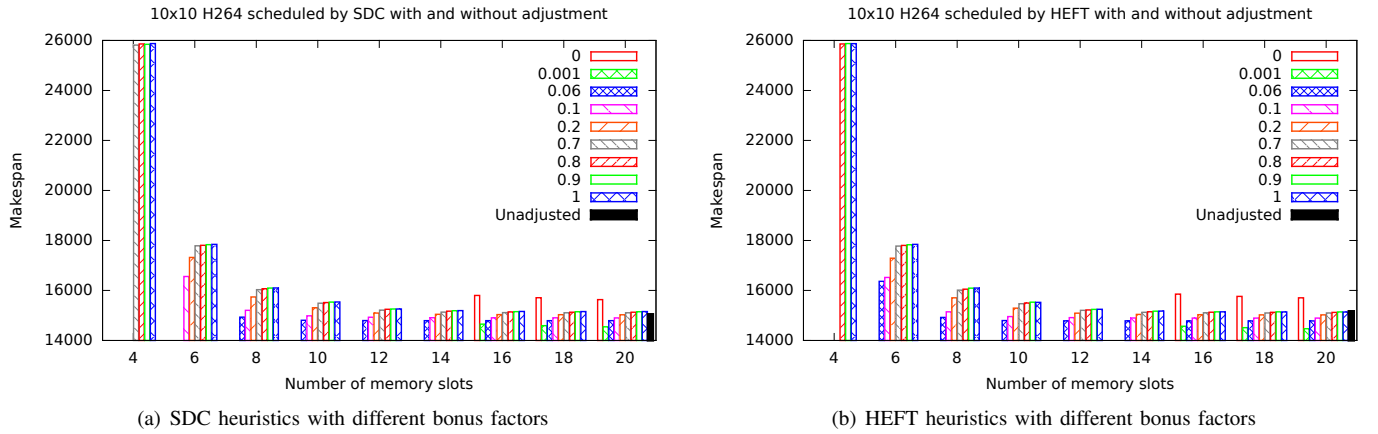 10x10 H264 scheduled by SDC with and without adjustment
26000
24000
22000
20000
18000
16000
14000
Makespan
0
0.001
0.06
0.1
0.2
0.7
0.8
0.9
1
Unadjusted
4 6 8 10 12 14 16 18 20
Number of memory slots
(a) SDC heuristics with different bonus factors
10x10 H264 scheduled by HEFT with and without adjustment
26000
24000
22000
20000
18000
16000
14000
Makespan
0
0.001
0.06
0.1
0.2
0.7
0.8
0.9
1
Unadjusted
4 6 8 10 12 14 16 18 20
Number of memory slots
(b) HEFT heuristics with different bonus factors